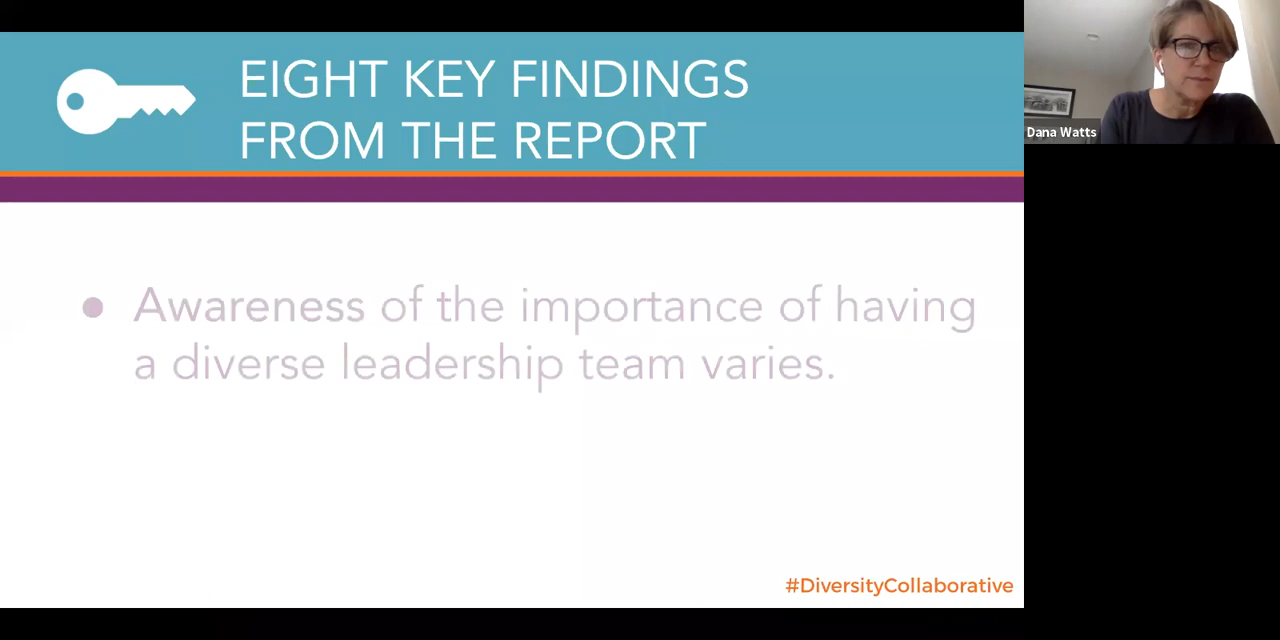 EIGHT KEY FINDINGS
FROM THE REPORT
Dana Watts
● Awareness of the importance of having
a diverse leadership team varies.
#DiversityCollaborative